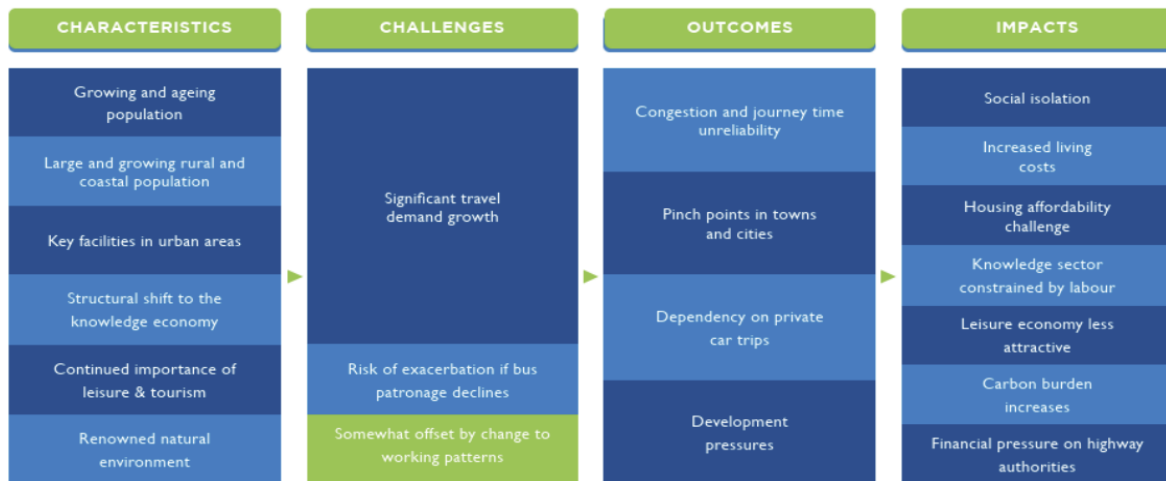 CHARACTERISTICS
Growing and ageing
population
Large and growing rural and
coastal population
Key facilities in urban areas
Structural shift to the
knowledge economy
Continued importance of
leisure & tourism
Renowned natural
environment
CHALLENGES
Significant travel
demand growth
Risk of exacerbation if bus
patronage declines
Somewhat offset by change to
working patterns
OUTCOMES
Congestion and journey time
unreliability
Pinch points in towns
and cities
Dependency on private
car trips
Development
pressures
IMPACTS
Social isolation
Increased living
costs
Housing affordability
challenge
Knowledge sector
constrained by labour
Leisure economy less
attractive
Carbon burden
increases
Financial pressure on highway
authorities